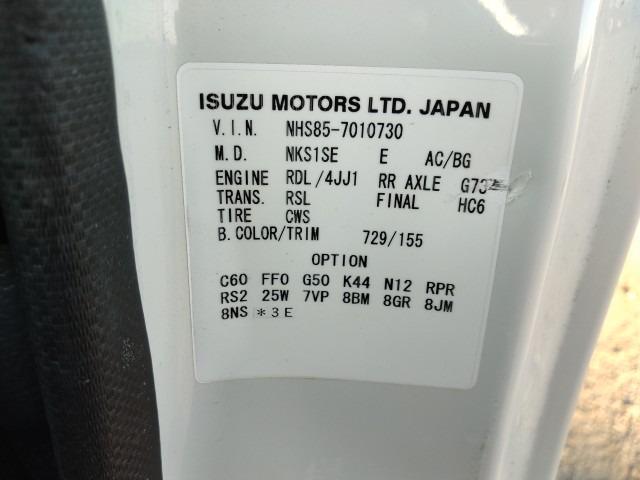 ISUZU MOTORS LTD. JAPAN
V.I.N. NHS85-7010730
M.D. NKS1SE E AC/BG
ENGINE RDL/4JJ1 RR AXLE
TRANS. RSL FINAL HC6
TIRE CWS
B.COLOR/TRIM 729/155
OPTION
C60 FF0 G50 K44 N12 RPR
RS2 25W 7VP 8BM 8GR 8JM
8NS *3E